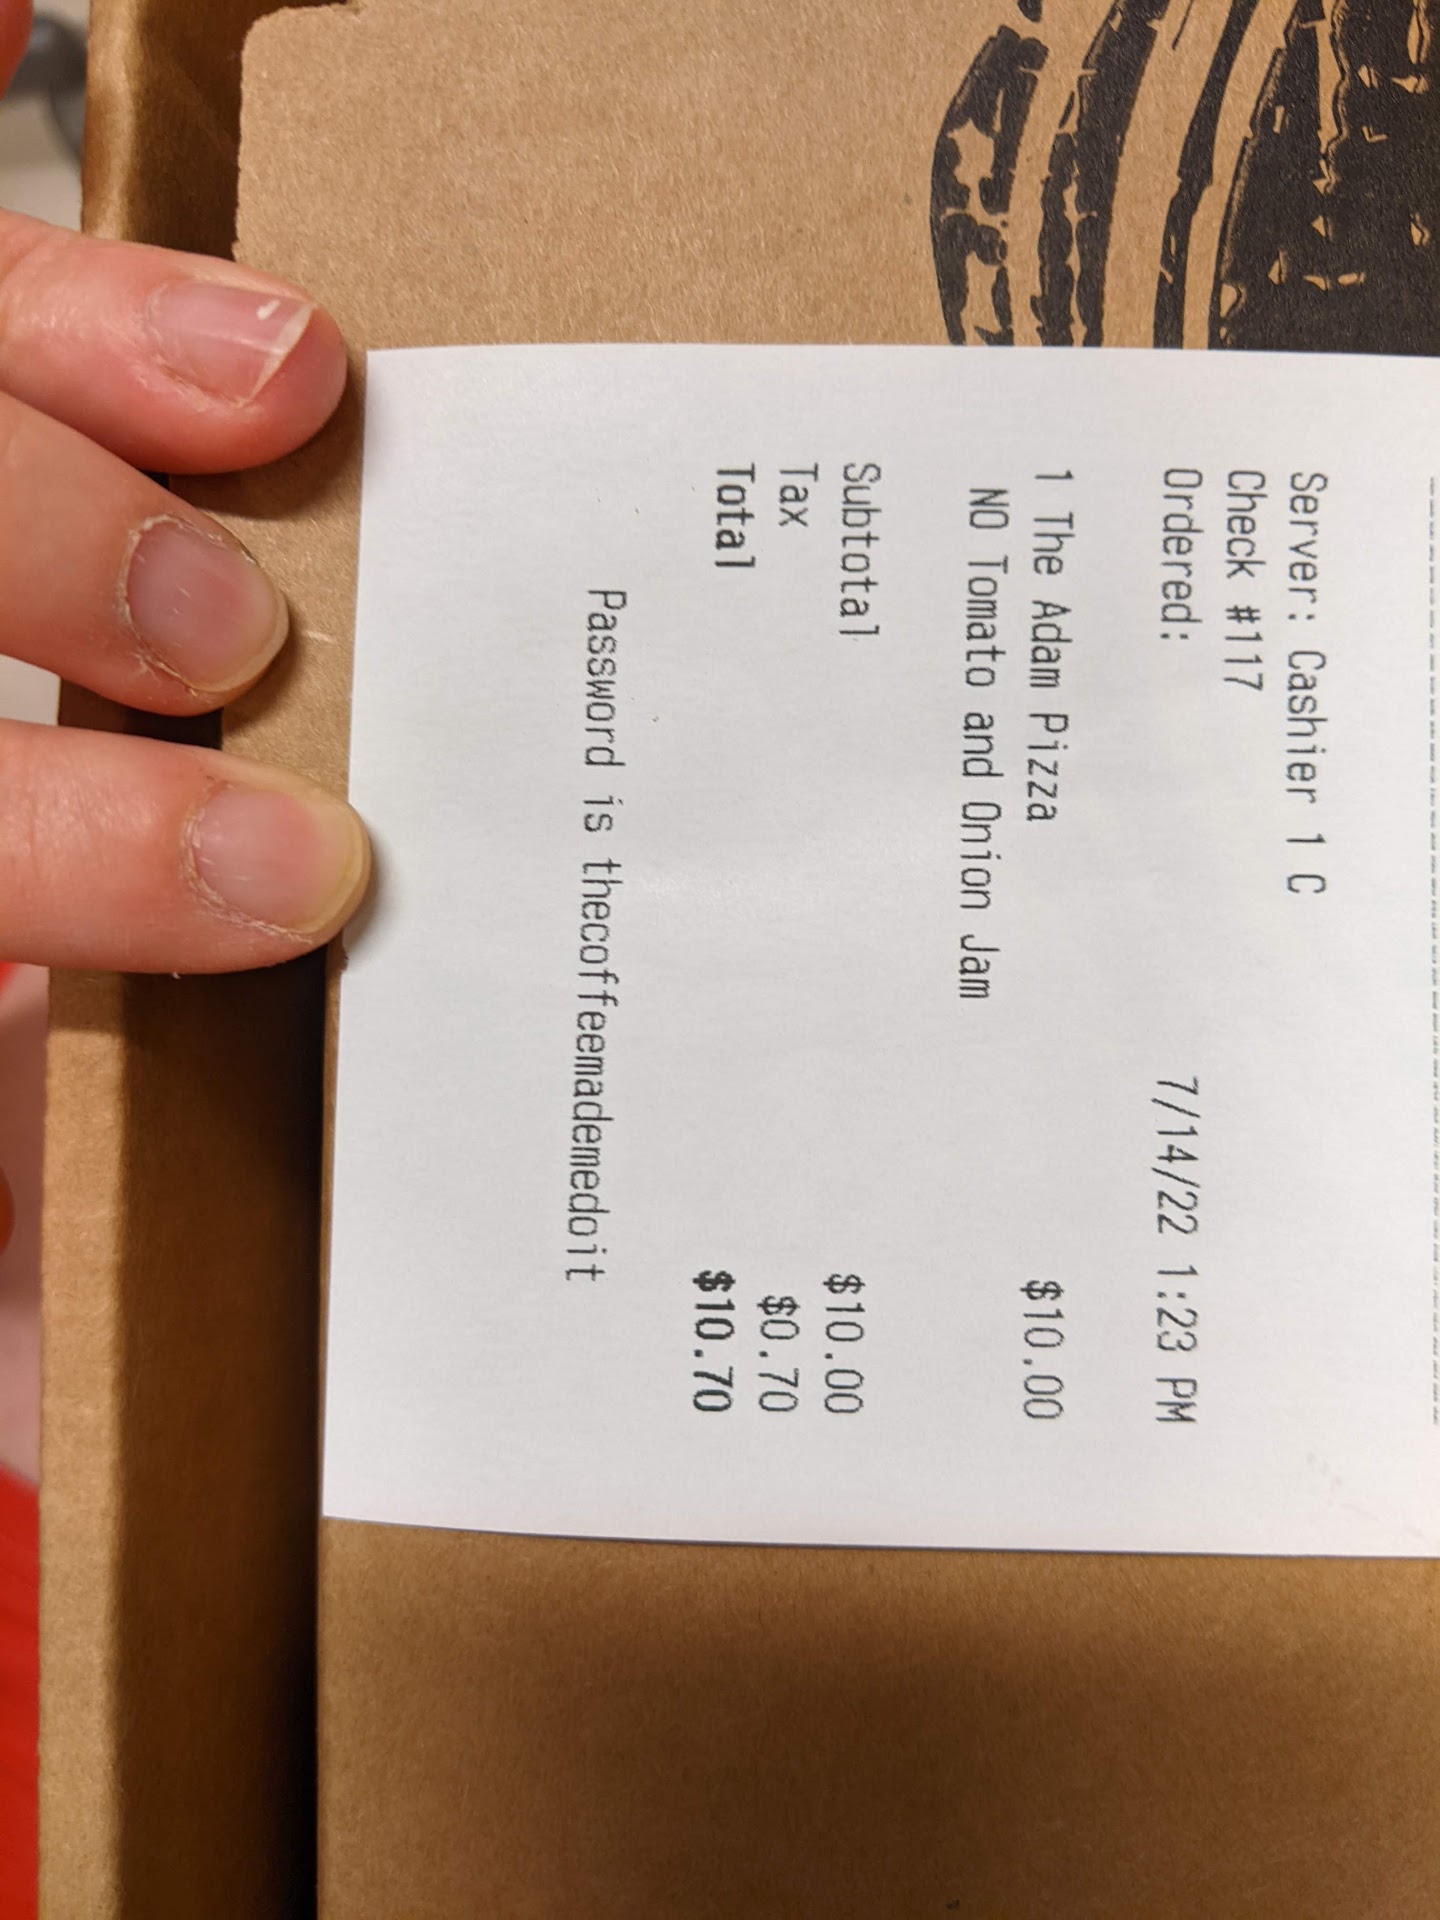 Server: Cashier 1 C
Check #117
Ordered: 7/14/22 1:23 PM
1 The Adam Pizza $10.00
NO Tomato and Onion Jam
Subtotal $10.00
Tax $0.70
Total $10.70
Password is thecoffeemademedoit